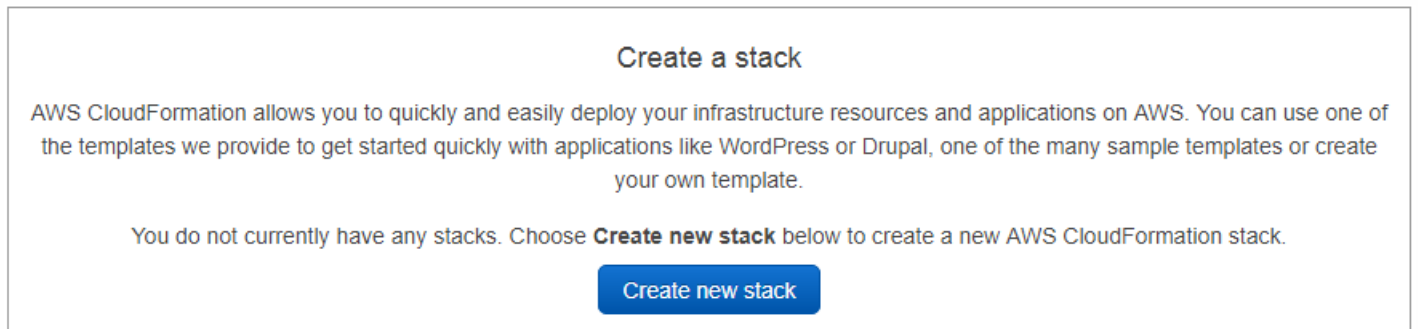 Create a stack
AWS CloudFormation allows you to quickly and easily deploy your infrastructure resources and applications on AWS. You can use one of
the templates we provide to get started quickly with applications like WordPress or Drupal, one of the many sample templates or create
your own template.
You do not currently have any stacks. Choose Create new stack below to create a new AWS CloudFormation stack.
Create new stack